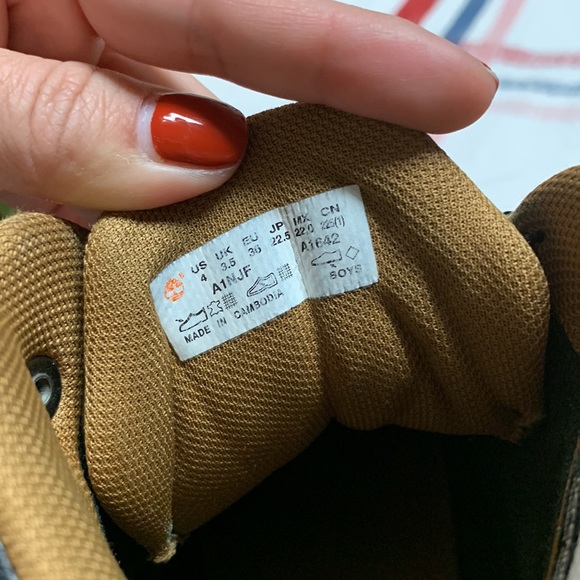 US UK EU JP MX CN
4 3.5 36 22.5 22.0 225(1)
A1NJF A1642
MADE IN CAMBODIA BOYS